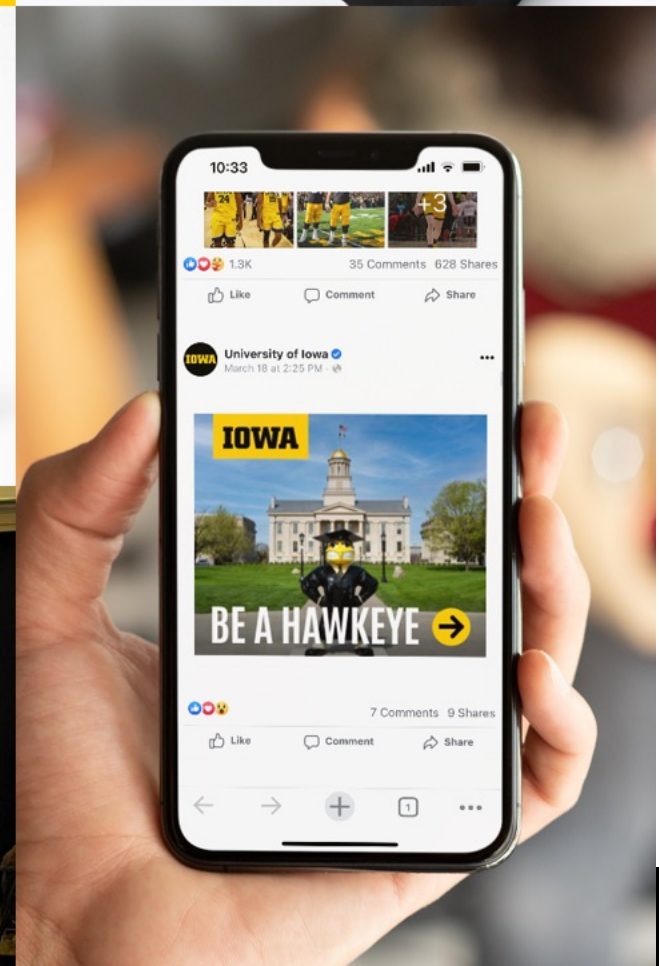 10:33
24
+3
1.3K 35 Comments 628 Shares
Like Comment Share
IOWA University of Iowa
March 18 at 2:25 PM ·
•••
IOWA
BE A HAWKEYE
7 Comments 9 Shares
Like Comment Share
1 •••